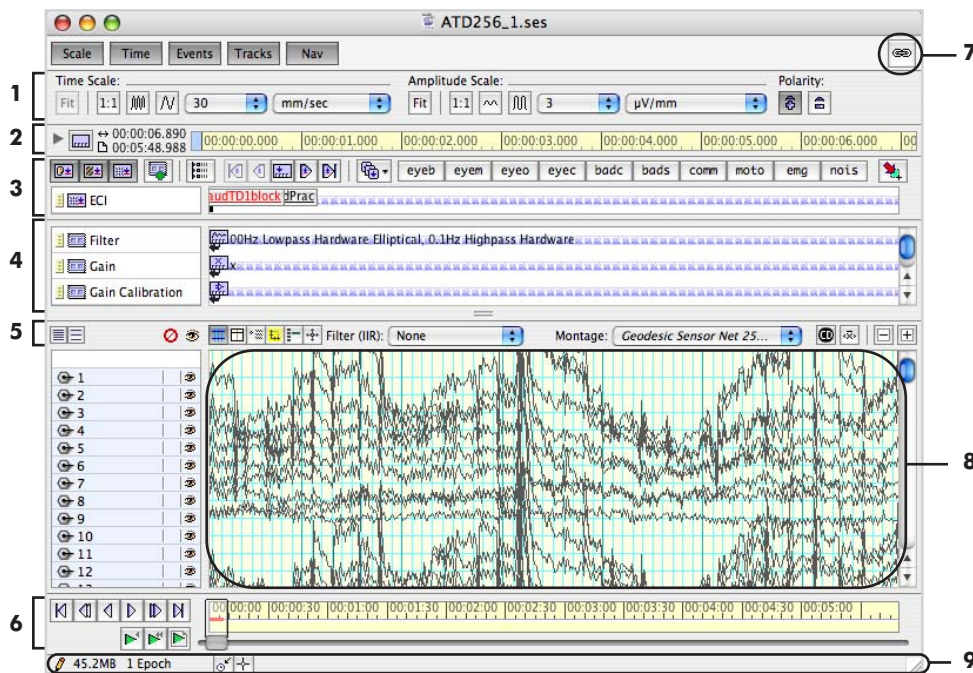 ATD256_1.ses
Scale Time Events Tracks Nav
7
1
Time Scale: Amplitude Scale: Polarity:
Fit 1:1 30 mm/sec Fit 1:1 3 µV/mm
2
00:00:06.890
00:05:48.988
00:00:00.000 00:00:01.000 00:00:02.000 00:00:03.000 00:00:04.000 00:00:05.000 00:00:06.000 00
3
eyeb eyem eyeo eyec badc bads comm moto emg nois
ECI audTD1block dPrac
4
Filter 00Hz Lowpass Hardware Elliptical, 0.1Hz Highpass Hardware
Gain x
Gain Calibration
5
Filter (IIR): None Montage: Geodesic Sensor Net 25... CD
1
2
3
4
5
6
7
8
9
10
11
12
8
6
00:00:00 00:00:30 00:01:00 00:01:30 00:02:00 00:02:30 00:03:00 00:03:30 00:04:00 00:04:30 00:05:00
45.2MB 1 Epoch
9